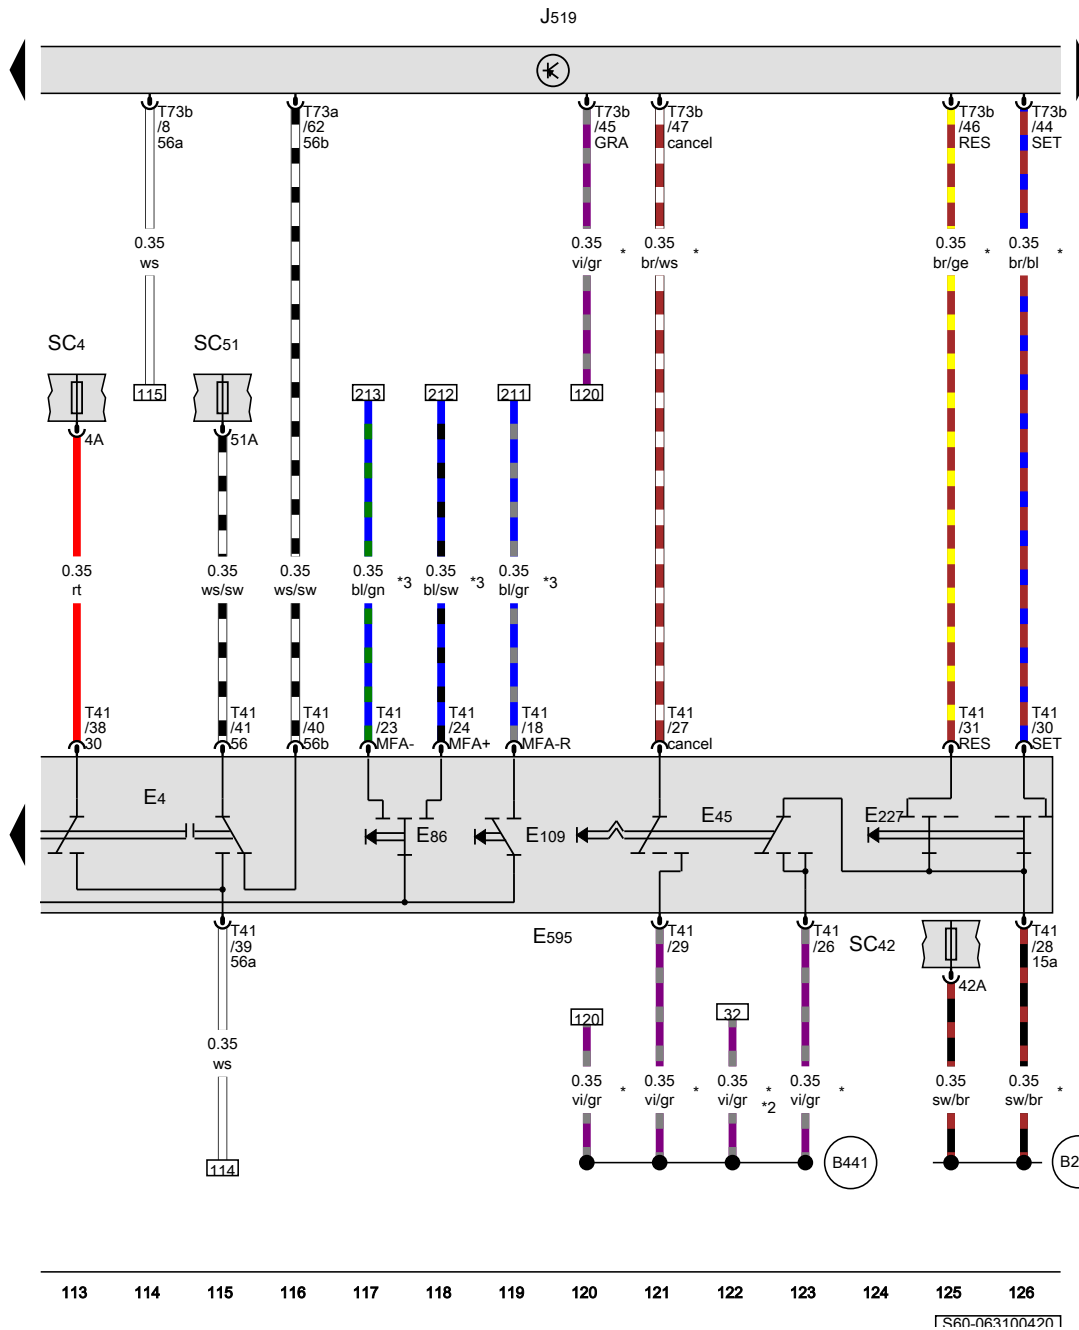 J519
T73b
/8
56a
T73a
/62
56b
T73b
/45
GRA
T73b
/47
cancel
T73b
/46
RES
T73b
/44
SET
0.35
ws
0.35
vi/gr
*
0.35
br/ws
*
0.35
br/ge
*
0.35
br/bl
*
SC4
SC51
115
213
212
211
120
4A
51A
0.35
rt
0.35
ws/sw
0.35
ws/sw
0.35
bl/gn
*3
0.35
bl/sw
*3
0.35
bl/gr
*3
T41
/38
30
T41
/41
56
T41
/40
56b
T41
/23
MFA-
T41
/24
MFA+
T41
/18
MFA-R
T41
/27
cancel
T41
/31
RES
T41
/30
SET
E4
E86
E109
E45
E227
T41
/39
56a
E595
T41
/29
T41
/26
SC42
T41
/28
15a
42A
120
32
0.35
ws
0.35
vi/gr
*
0.35
vi/gr
*
0.35
vi/gr
*
*2
0.35
vi/gr
*
0.35
sw/br
0.35
sw/br
*
114
B441
B2
113 114 115 116 117 118 119 120 121 122 123 124 125 126
S60-063100420